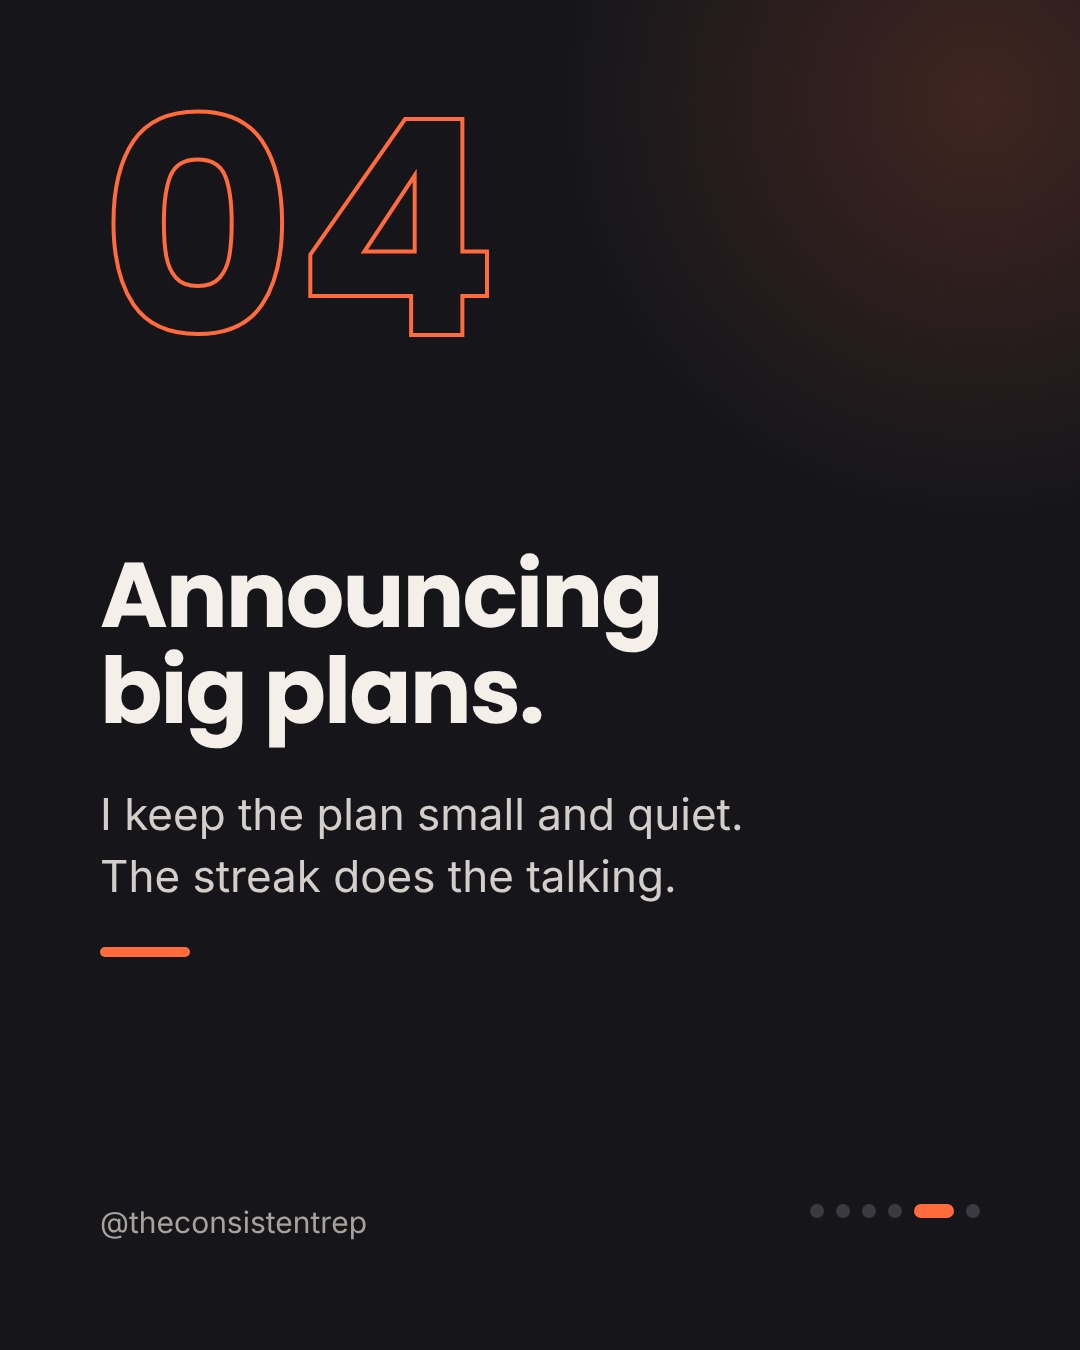 04
Announcing
big plans.
I keep the plan small and quiet.
The streak does the talking.
@theconsistentrep